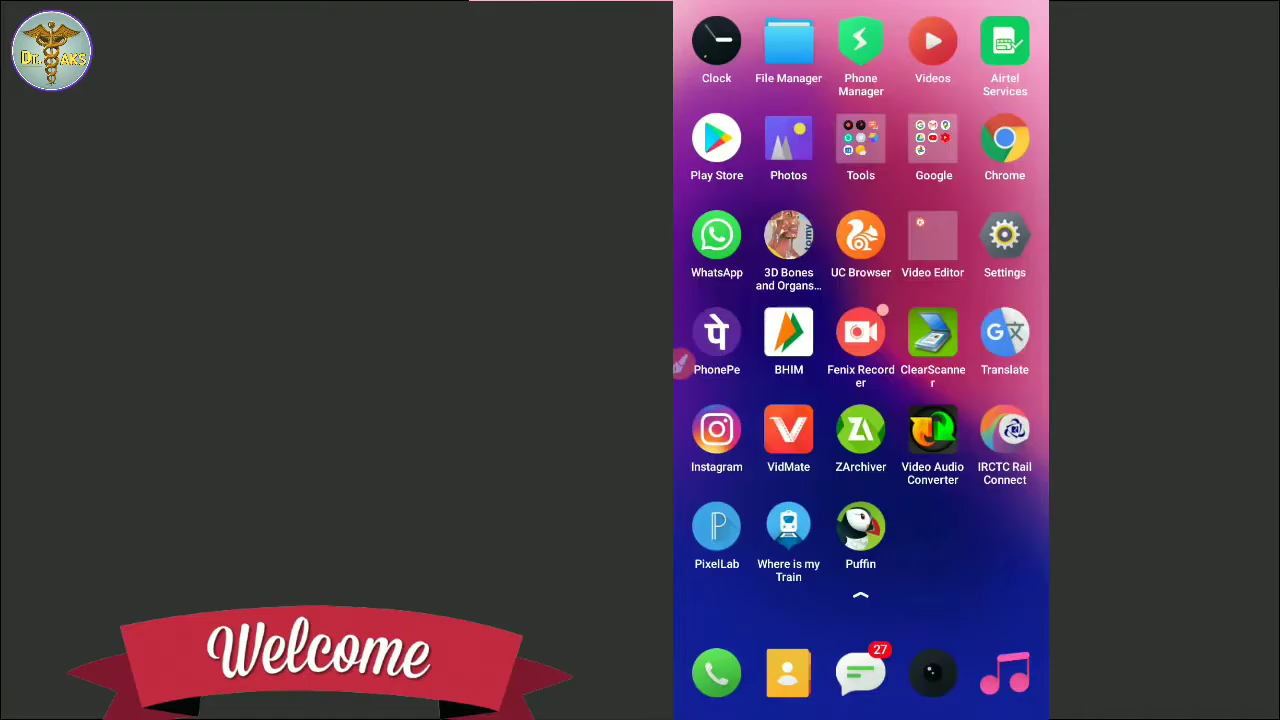 Dr. AKS
Clock
File Manager
Phone
Manager
Videos
Airtel
Services
Play Store
Photos
Tools
Google
Chrome
WhatsApp
3D Bones
and Organs...
UC Browser
Video Editor
Settings
पे
PhonePe
BHIM
Fenix Record
er
ClearScanne
r
Translate
Instagram
VidMate
ZA
ZArchiver
Video Audio
Converter
IRCTC Rail
Connect
P
PixelLab
Where is my
Train
Puffin
27
Welcome